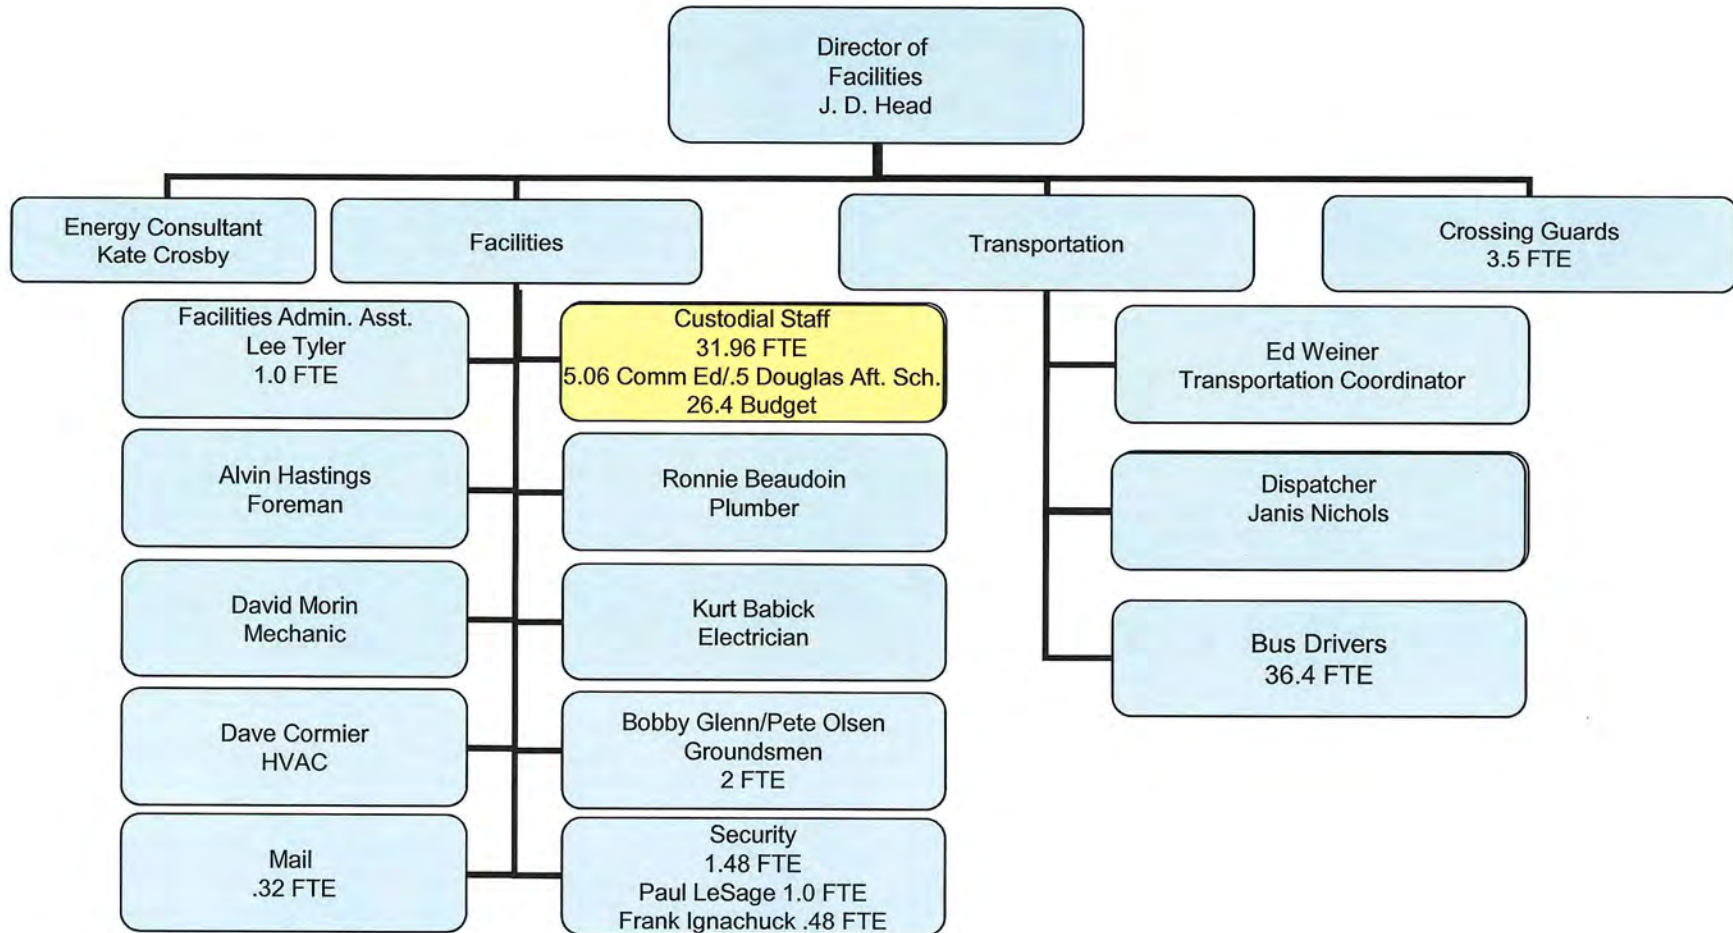 Director of
Facilities
J. D. Head
Energy Consultant
Kate Crosby
Facilities
Transportation
Crossing Guards
3.5 FTE
Facilities Admin. Asst.
Lee Tyler
1.0 FTE
Custodial Staff
31.96 FTE
5.06 Comm Ed/.5 Douglas Aft. Sch.
26.4 Budget
Ed Weiner
Transportation Coordinator
Alvin Hastings
Foreman
Ronnie Beaudoin
Plumber
Dispatcher
Janis Nichols
David Morin
Mechanic
Kurt Babick
Electrician
Bus Drivers
36.4 FTE
Dave Cormier
HVAC
Bobby Glenn/Pete Olsen
Groundsmen
2 FTE
Mail
.32 FTE
Security
1.48 FTE
Paul LeSage 1.0 FTE
Frank Ignachuck .48 FTE